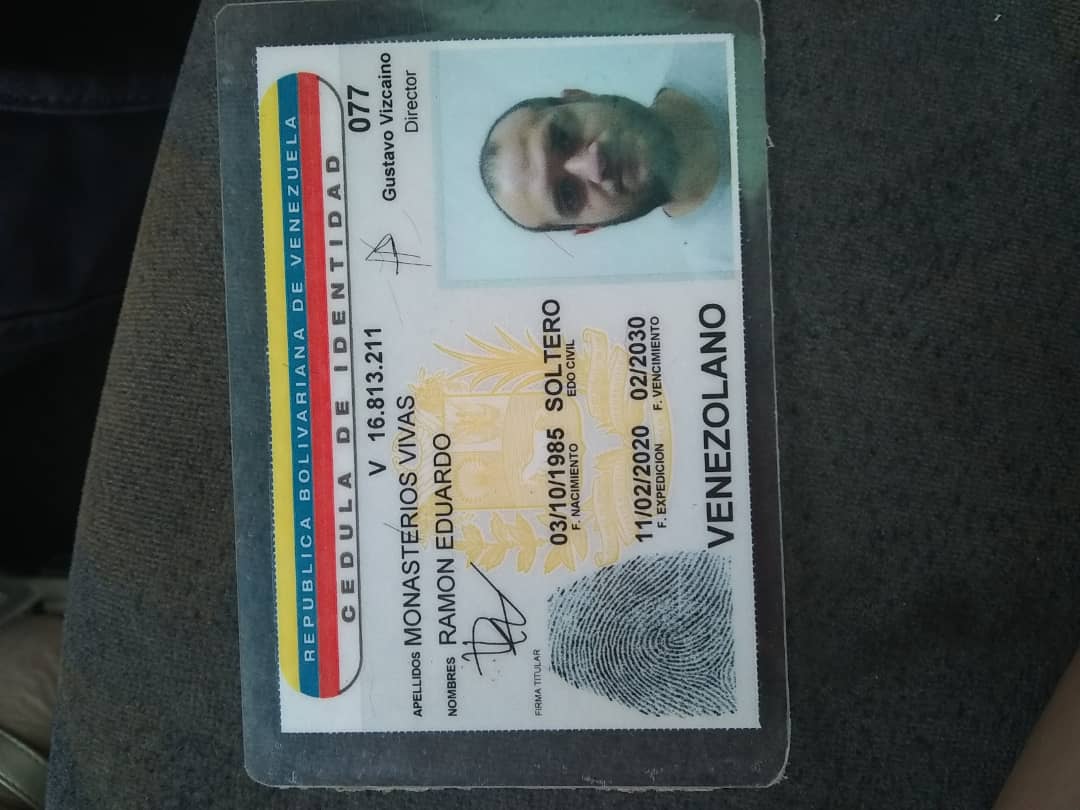 REPUBLICA BOLIVARIANA DE VENEZUELA
CEDULA DE IDENTIDAD
V 16.813.211
077
Gustavo Vizcaino
Director
APELLIDOS MONASTERIOS VIVAS
NOMBRES RAMON EDUARDO
FIRMA TITULAR
03/10/1985 SOLTERO
F. NACIMIENTO EDO CIVIL
11/02/2020 02/2030
F. EXPEDICION F. VENCIMIENTO
VENEZOLANO